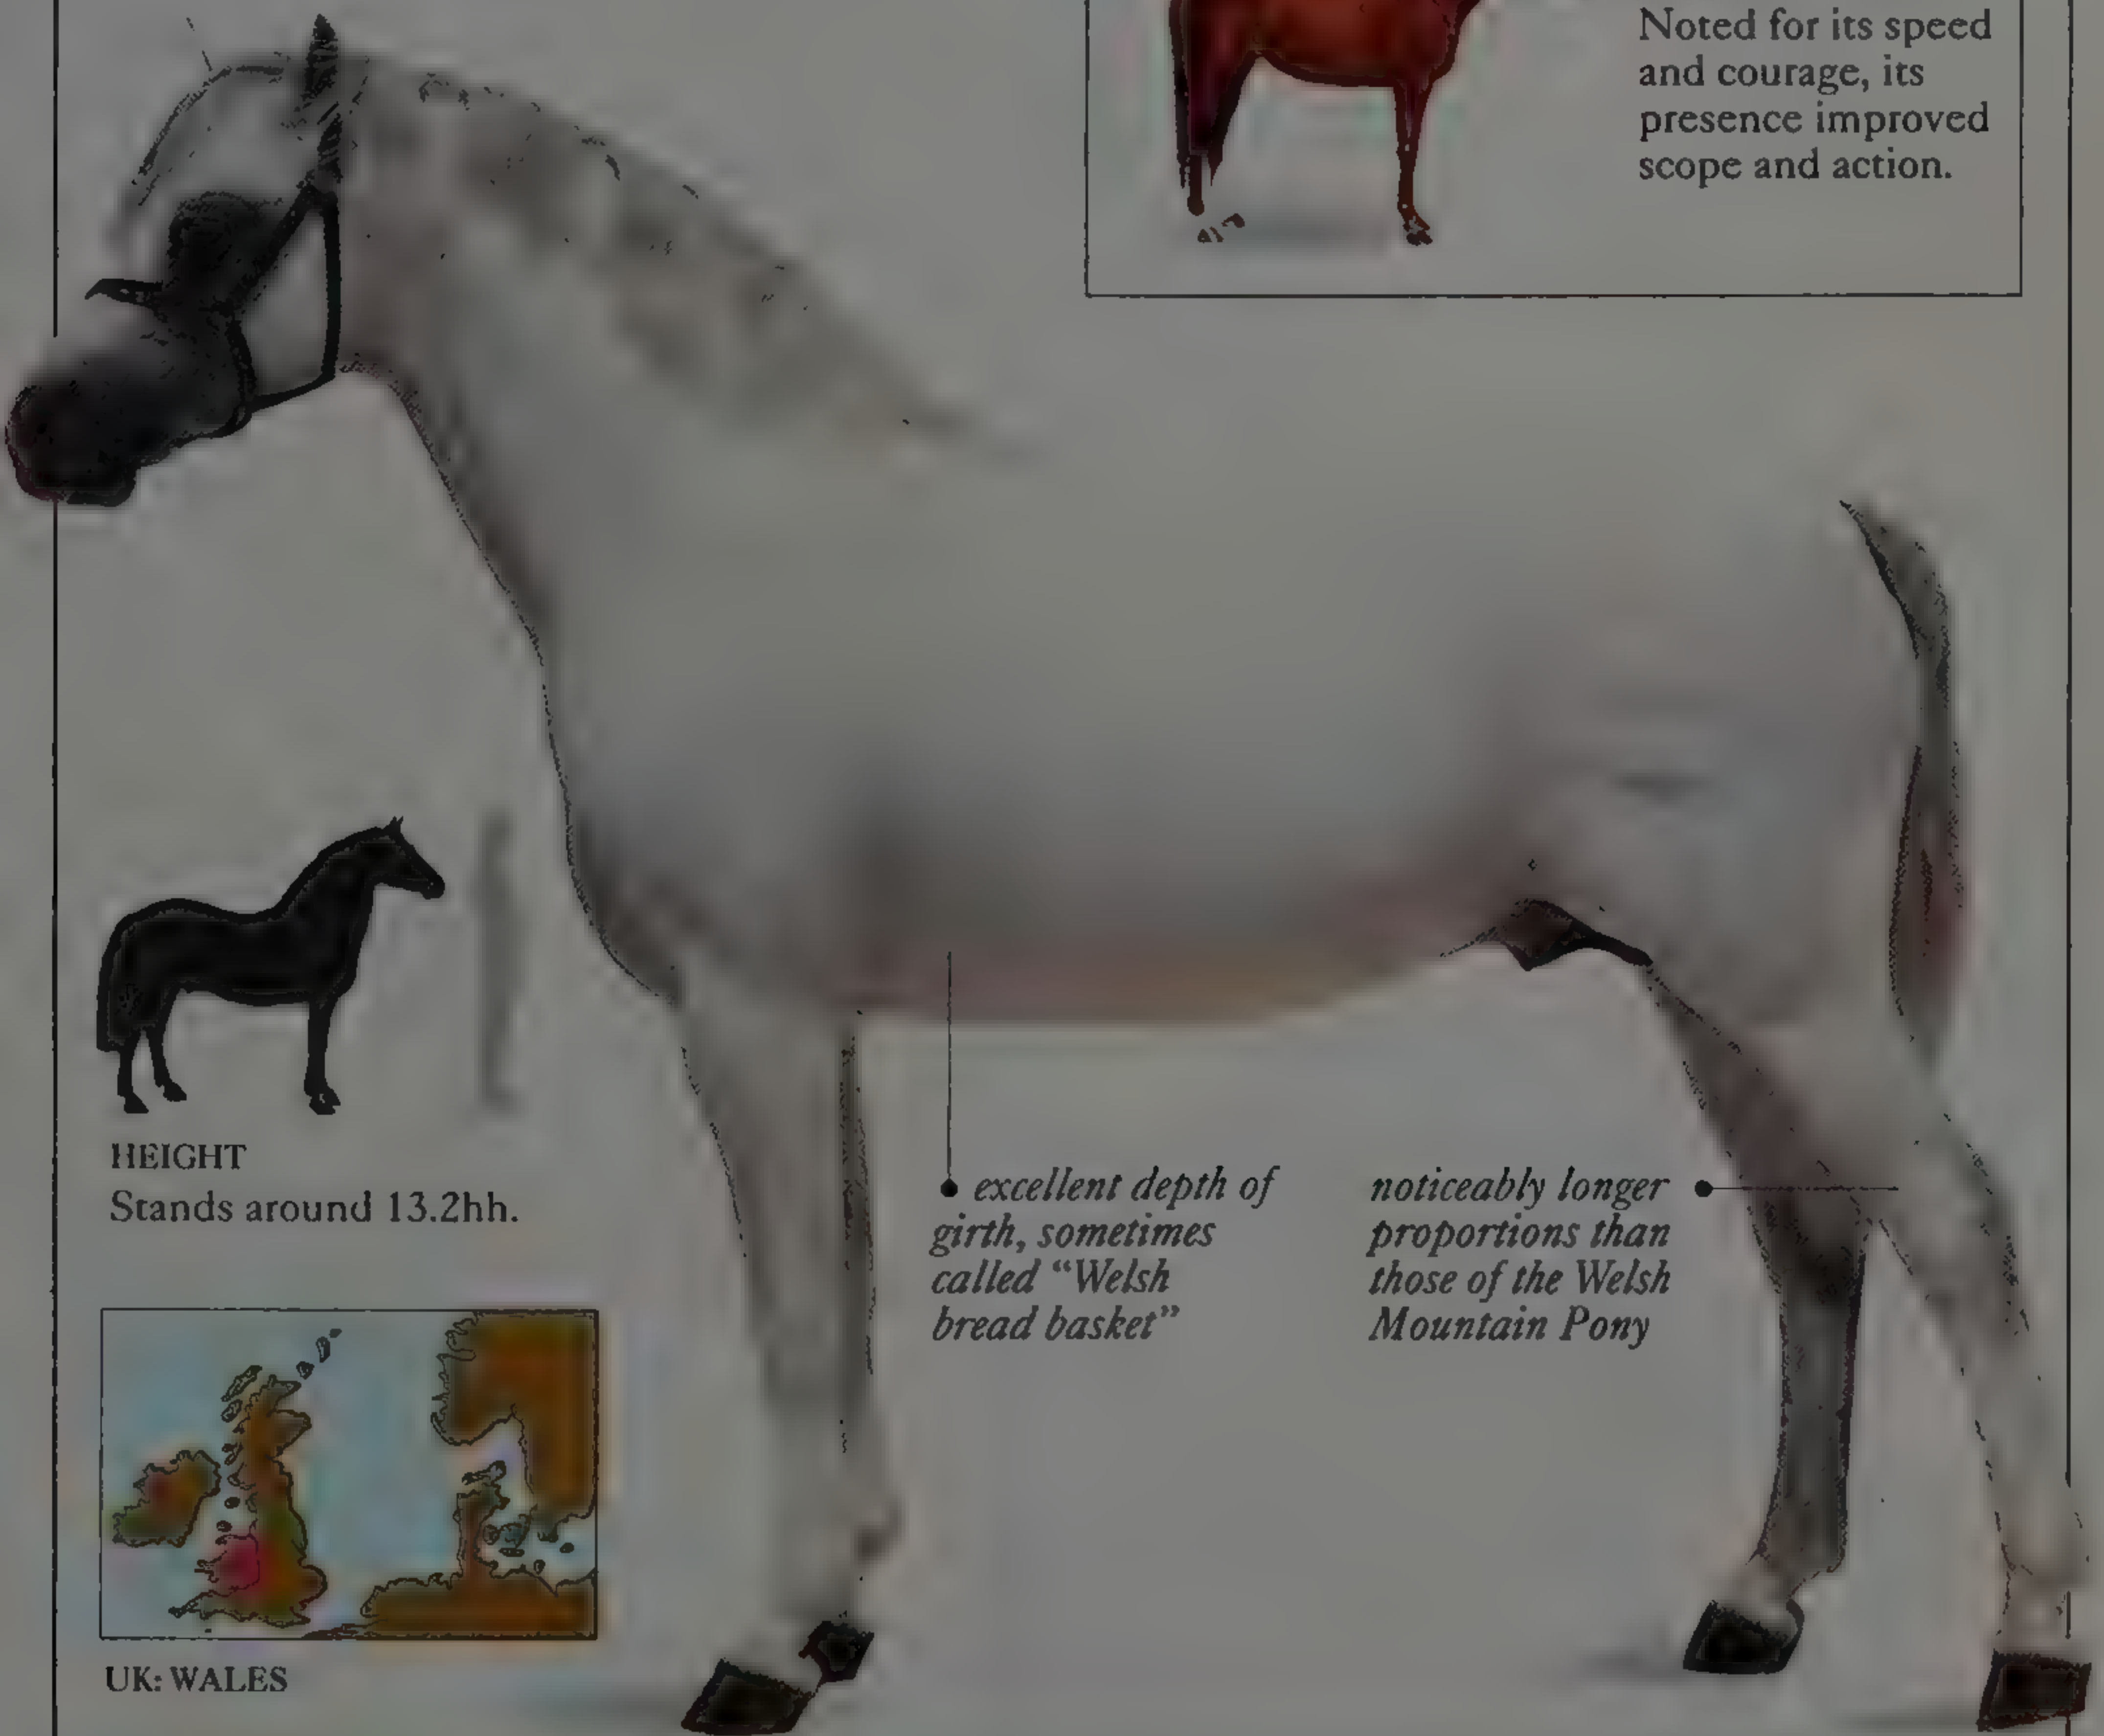 Noted for its speed
and courage, its
presence improved
scope and action.
HEIGHT
Stands around 13.2hh.
excellent depth of
girth, sometimes
called “Welsh
bread basket”
noticeably longer
proportions than
those of the Welsh
Mountain Pony
UK: WALES